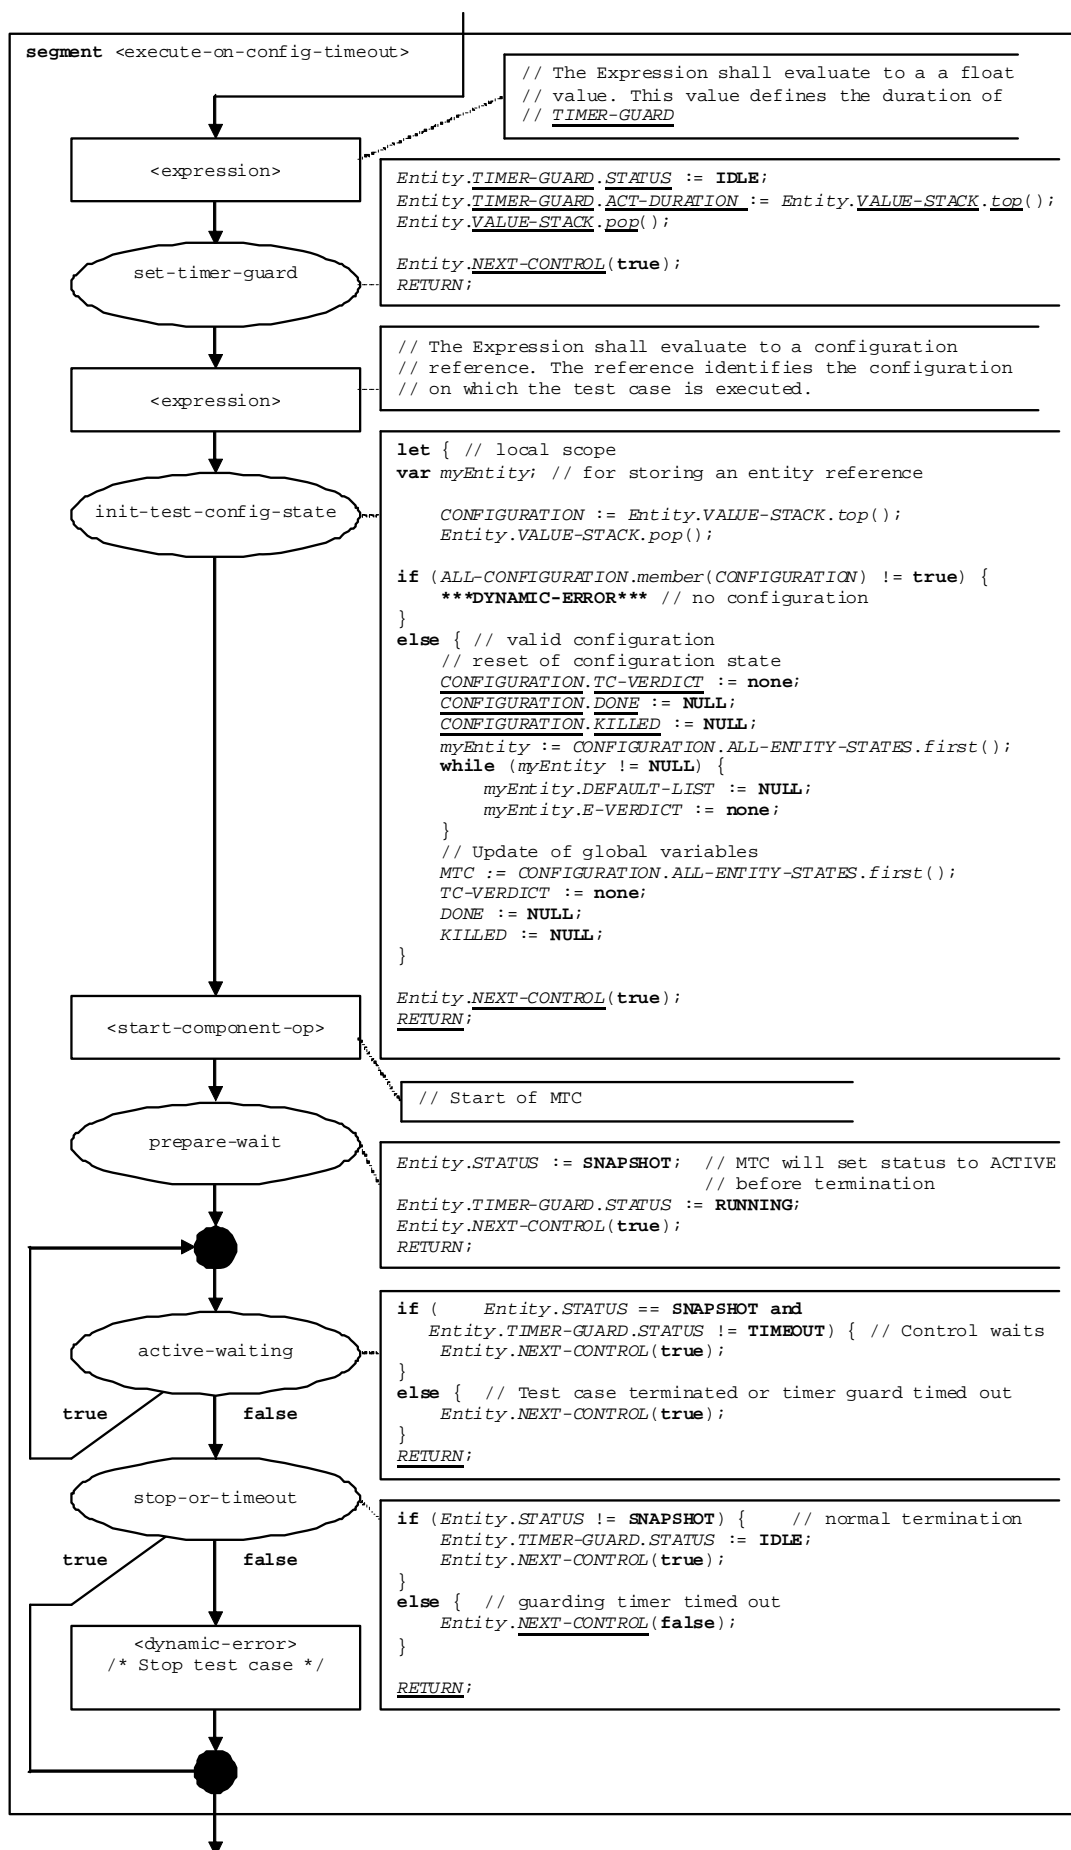 segment <execute-on-config-timeout>
// The Expression shall evaluate to a a float
// value. This value defines the duration of
// TIMER-GUARD
<expression>
Entity.TIMER-GUARD.STATUS := IDLE;
Entity.TIMER-GUARD.ACT-DURATION := Entity.VALUE-STACK.top();
Entity.VALUE-STACK.pop();
Entity.NEXT-CONTROL(true);
RETURN;
set-timer-guard
// The Expression shall evaluate to a configuration
// reference. The reference identifies the configuration
// on which the test case is executed.
<expression>
let { // local scope
var myEntity; // for storing an entity reference
CONFIGURATION := Entity.VALUE-STACK.top();
Entity.VALUE-STACK.pop();
if (ALL-CONFIGURATION.member(CONFIGURATION) != true) {
***DYNAMIC-ERROR*** // no configuration
}
else { // valid configuration
// reset of configuration state
CONFIGURATION.TC-VERDICT := none;
CONFIGURATION.DONE := NULL;
CONFIGURATION.KILLED := NULL;
myEntity := CONFIGURATION.ALL-ENTITY-STATES.first();
while (myEntity != NULL) {
myEntity.DEFAULT-LIST := NULL;
myEntity.E-VERDICT := none;
}
// Update of global variables
MTC := CONFIGURATION.ALL-ENTITY-STATES.first();
TC-VERDICT := none;
DONE := NULL;
KILLED := NULL;
}
Entity.NEXT-CONTROL(true);
RETURN;
init-test-config-state
<start-component-op>
// Start of MTC
prepare-wait
Entity.STATUS := SNAPSHOT; // MTC will set status to ACTIVE
// before termination
Entity.TIMER-GUARD.STATUS := RUNNING;
Entity.NEXT-CONTROL(true);
RETURN;
active-waiting
true false
if ( Entity.STATUS == SNAPSHOT and
Entity.TIMER-GUARD.STATUS != TIMEOUT) { // Control waits
Entity.NEXT-CONTROL(true);
}
else { // Test case terminated or timer guard timed out
Entity.NEXT-CONTROL(true);
}
RETURN;
stop-or-timeout
true false
if (Entity.STATUS != SNAPSHOT) { // normal termination
Entity.TIMER-GUARD.STATUS := IDLE;
Entity.NEXT-CONTROL(true);
}
else { // guarding timer timed out
Entity.NEXT-CONTROL(false);
}
RETURN;
<dynamic-error>
/* Stop test case */